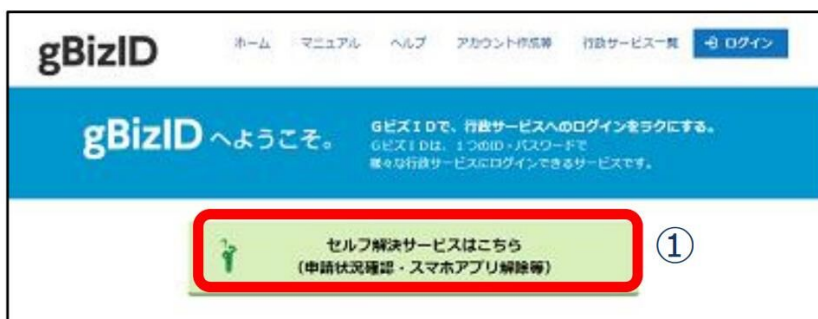 gBizID
ホーム マニュアル ヘルプ アカウント作成等 行政サービス一覧 ログイン
gBizID へようこそ。
GビズIDで、行政サービスへのログインをラクにする。
GビズIDは、1つのID・パスワードで
様々な行政サービスにログインできるサービスです。
セルフ解決サービスはこちら
(申請状況確認・スマホアプリ解除等)
①